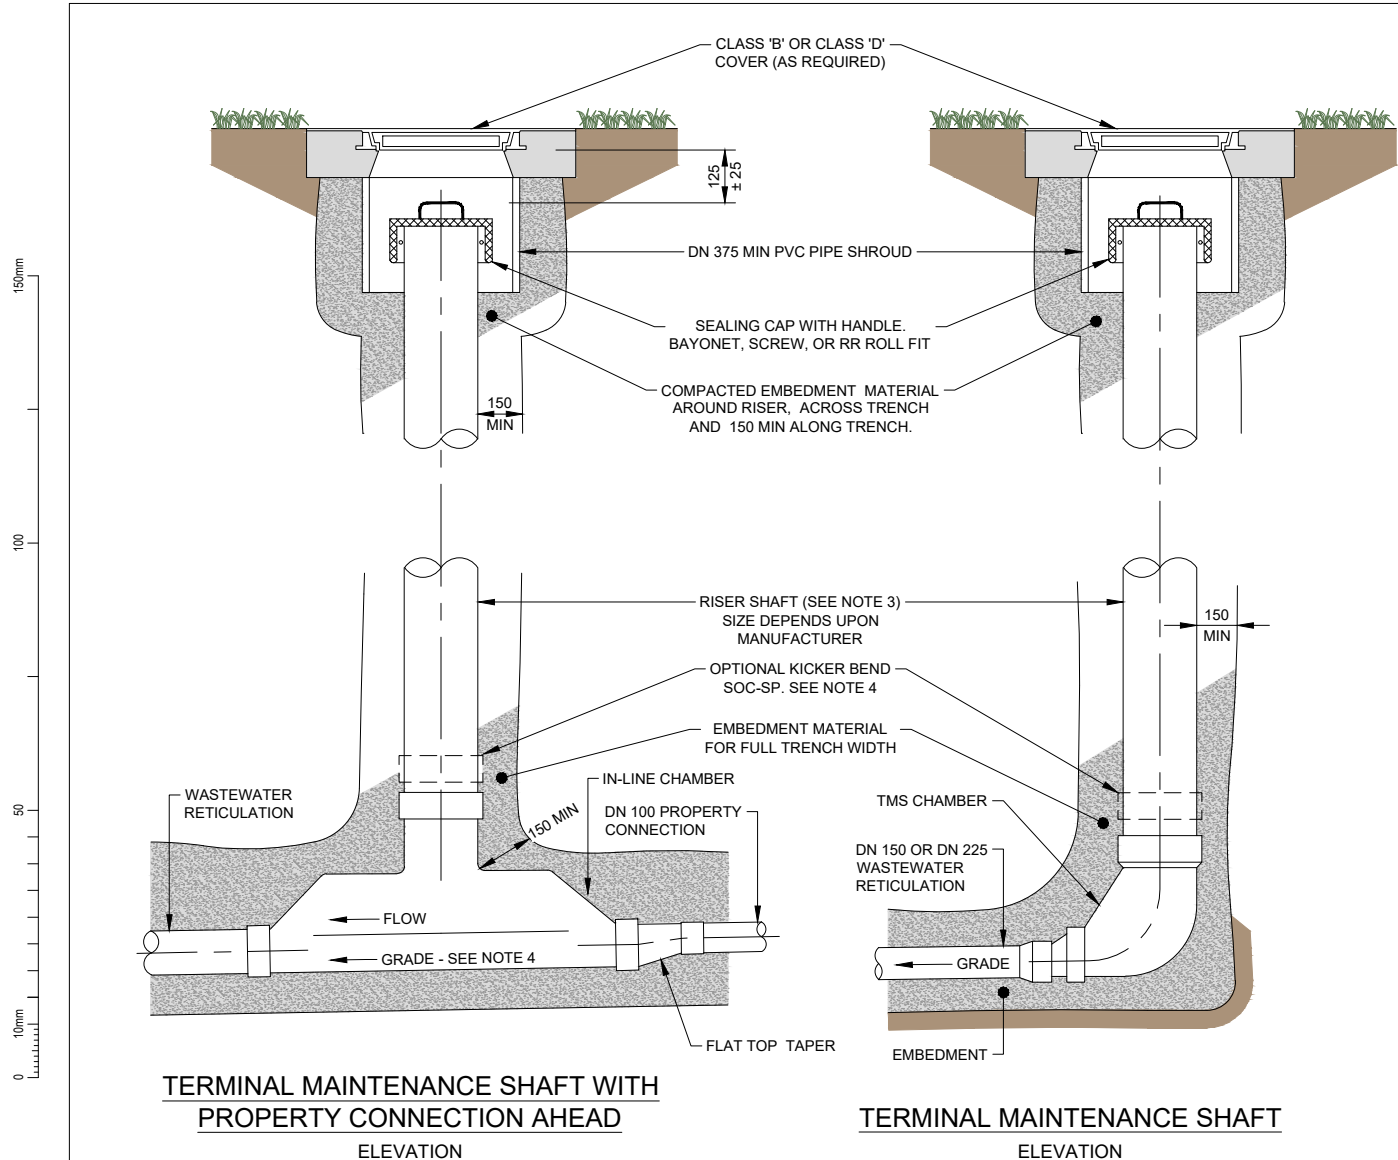 CLASS 'B' OR CLASS 'D'
COVER (AS REQUIRED)
125
± 25
DN 375 MIN PVC PIPE SHROUD
SEALING CAP WITH HANDLE.
BAYONET, SCREW, OR RR ROLL FIT
COMPACTED EMBEDMENT MATERIAL
AROUND RISER, ACROSS TRENCH
AND 150 MIN ALONG TRENCH.
150
MIN
150mm
100
50
10mm
0
RISER SHAFT (SEE NOTE 3)
SIZE DEPENDS UPON
MANUFACTURER
150
MIN
OPTIONAL KICKER BEND
SOC-SP. SEE NOTE 4
EMBEDMENT MATERIAL
FOR FULL TRENCH WIDTH
WASTEWATER
RETICULATION
IN-LINE CHAMBER
150 MIN
DN 100 PROPERTY
CONNECTION
TMS CHAMBER
DN 150 OR DN 225
WASTEWATER
RETICULATION
FLOW
GRADE - SEE NOTE 4
GRADE
FLAT TOP TAPER
EMBEDMENT
TERMINAL MAINTENANCE SHAFT WITH
PROPERTY CONNECTION AHEAD
ELEVATION
TERMINAL MAINTENANCE SHAFT
ELEVATION